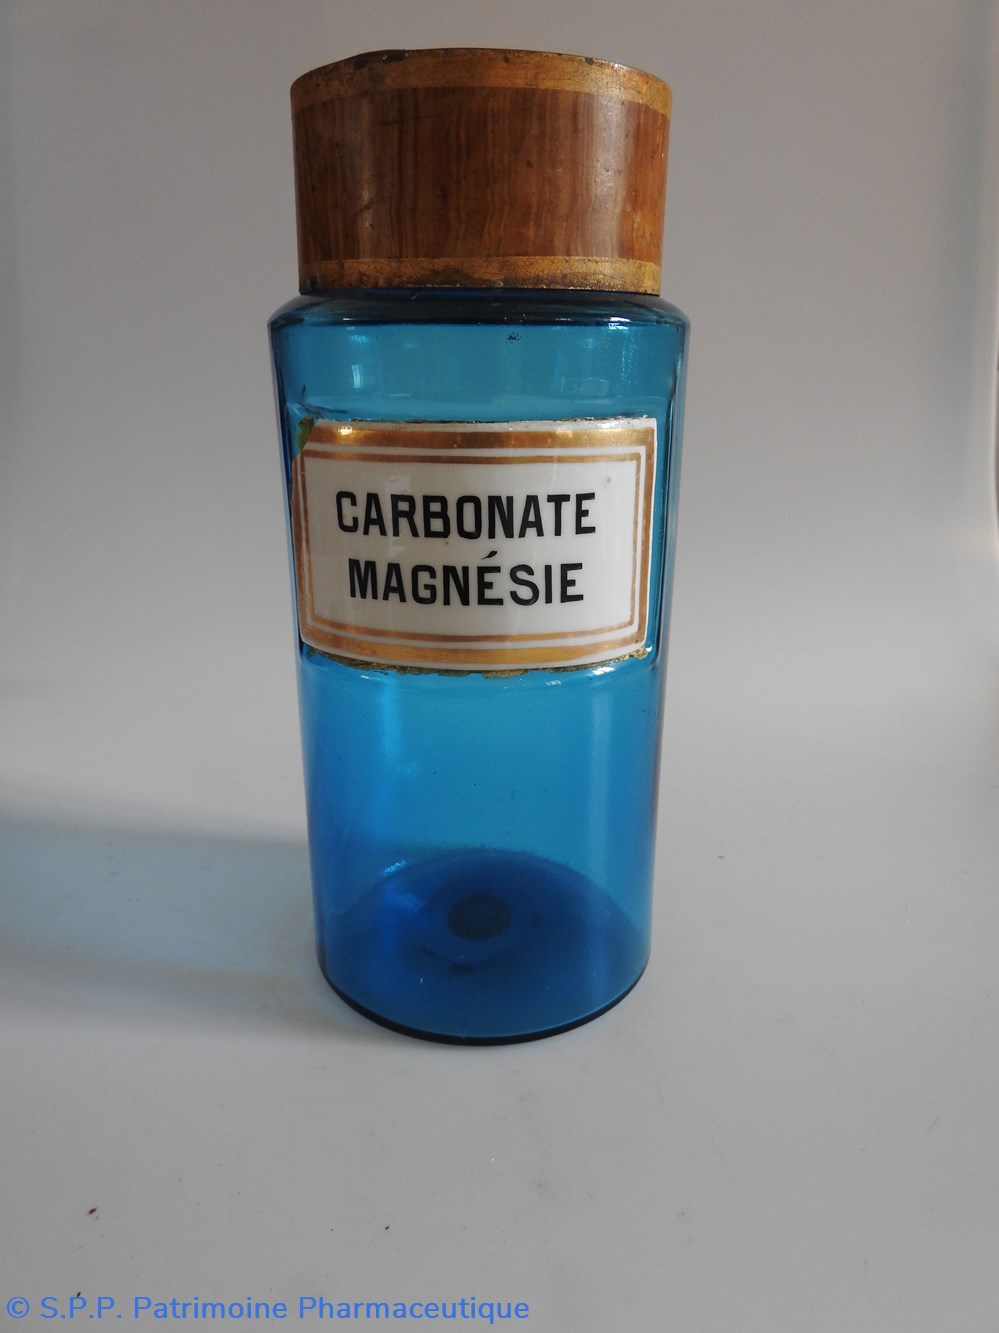 CARBONATE
MAGNÉSIE
© S.P.P. Patrimoine Pharmaceutique